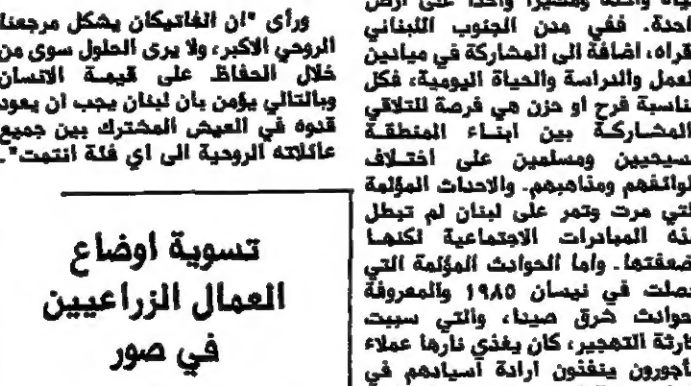 حياة واحدة ومصيرا واحدا على ارض
واحدة. ففي مدن الجنوب اللبناني
وقراه، اضافة الى المشاركة في ميادين
العمل والدراسة والحياة اليومية، فكل
مناسبة فرح او حزن هي فرصة للتلاقي
والمشاركة بين ابناء المنطقة
مسيحيين ومسلمين على اختلاف
طوائفهم ومذاهبهم. والاحداث المؤلمة
التي مرت وتمر على لبنان لم تبطل
هذه المبادرات الاجتماعية لكنها
اضعفتها. واما الحوادث المؤلمة التي
حصلت في نيسان ١٩٨٥ والمعروفة
بحوادث شرق صيدا، والتي سببت
كارثة التهجير، كان يغذي نارها عملاء
مأجورون ينفذون ارادة اسيادهم في
ورأى "ان الفاتيكان يشكل مرجعنا
الروحي الاكبر، ولا يرى الحلول سوى من
خلال الحفاظ على قيمة الانسان
وبالتالي يؤمن بان لبنان يجب ان يعود
قدوة في العيش المشترك بين جميع
عائلاته الروحية الى اي فئة انتمت".
تسوية اوضاع
العمال الزراعيين
في صور